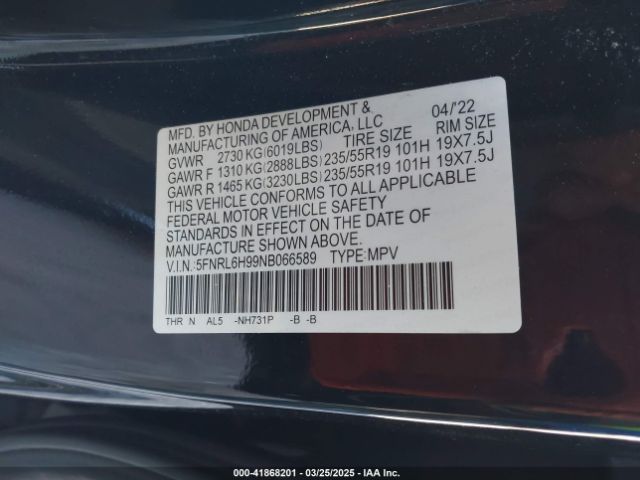 MFD. BY HONDA DEVELOPMENT & 04/'22
MANUFACTURING OF AMERICA, LLC
GVWR 2730 KG(6019LBS) TIRE SIZE RIM SIZE
GAWR F 1310 KG(2888LBS) 235/55R19 101H 19X7.5J
GAWR R 1465 KG(3230LBS) 235/55R19 101H 19X7.5J
THIS VEHICLE CONFORMS TO ALL APPLICABLE
FEDERAL MOTOR VEHICLE SAFETY
STANDARDS IN EFFECT ON THE DATE OF
MANUFACTURE SHOWN ABOVE.
V.I.N.: 5FNRL6H99NB066589 TYPE: MPV
THR N AL5 -NH731P -B -B
000-41868201 - 03/25/2025 - IAA Inc.